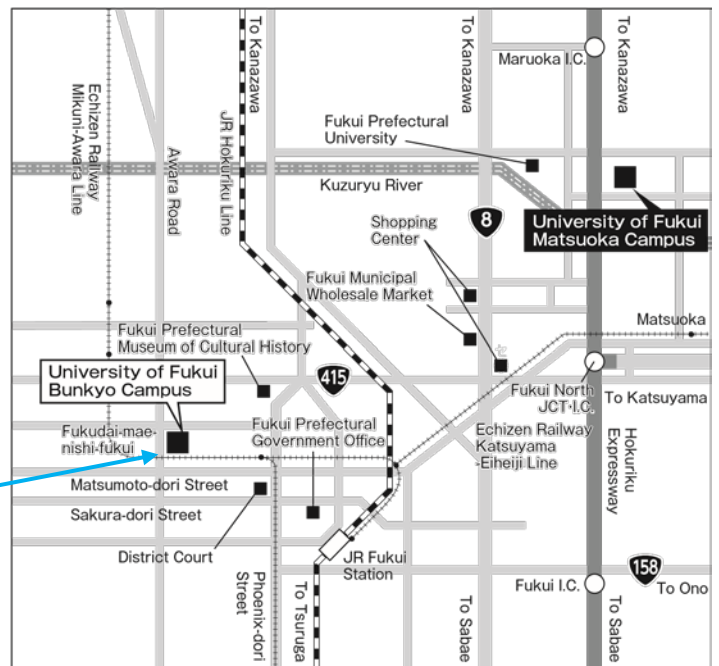 To Kanazawa
To Kanazawa
To Kanazawa
Maruoka I.C.
Echizen Railway
Mikuni-Awara Line
Awara Road
JR Hokuriku Line
Fukui Prefectural
University
Kuzuryu River
University of Fukui
Matsuoka Campus
8
Shopping
Center
Fukui Municipal
Wholesale Market
Matsuoka
Fukui Prefectural
Museum of Cultural History
University of Fukui
Bunkyo Campus
415
Fukui North
JCT·I.C.
To Katsuyama
Fukudai-mae-
nishi-fukui
Fukui Prefectural
Government Office
Echizen Railway
Katsuyama
-Eiheiji Line
Hokuriku
Expressway
Matsumoto-dori Street
Sakura-dori Street
District Court
JR Fukui
Station
Phoenix-dori
Street
To Tsuruga
To Sabae
Fukui I.C.
158
To Ono
To Sabae